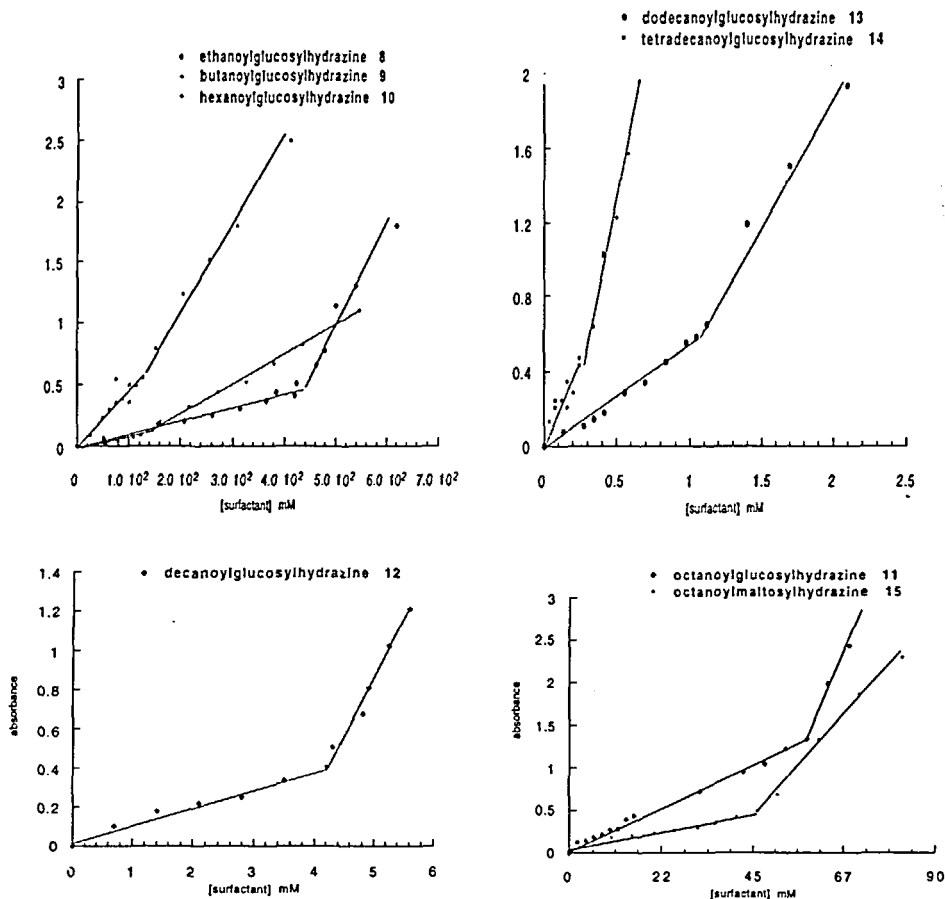 ethanoylglucosylhydrazine 8
butanoylglucosylhydrazine 9
hexanoylglucosylhydrazine 10
3
2.5
2
1.5
1
0.5
0
0 1.0 10² 2.0 10² 3.0 10² 4.0 10² 5.0 10² 6.0 10² 7.0 10²
[surfactant] mM
dodecanoylglucosylhydrazine 13
tetradecanoylglucosylhydrazine 14
2
1.6
1.2
0.8
0.4
0
0 0.5 1 1.5 2 2.5
[surfactant] mM
decanoylglucosylhydrazine 12
1.4
1.2
1
0.8
0.6
0.4
0.2
0
absorbance
0 1 2 3 4 5 6
[surfactant] mM
octanoylglucosylhydrazine 11
octanoylmaltosylhydrazine 15
3
2.5
2
1.5
1
0.5
0
absorbance
0 22 45 67 90
[surfactant] mM